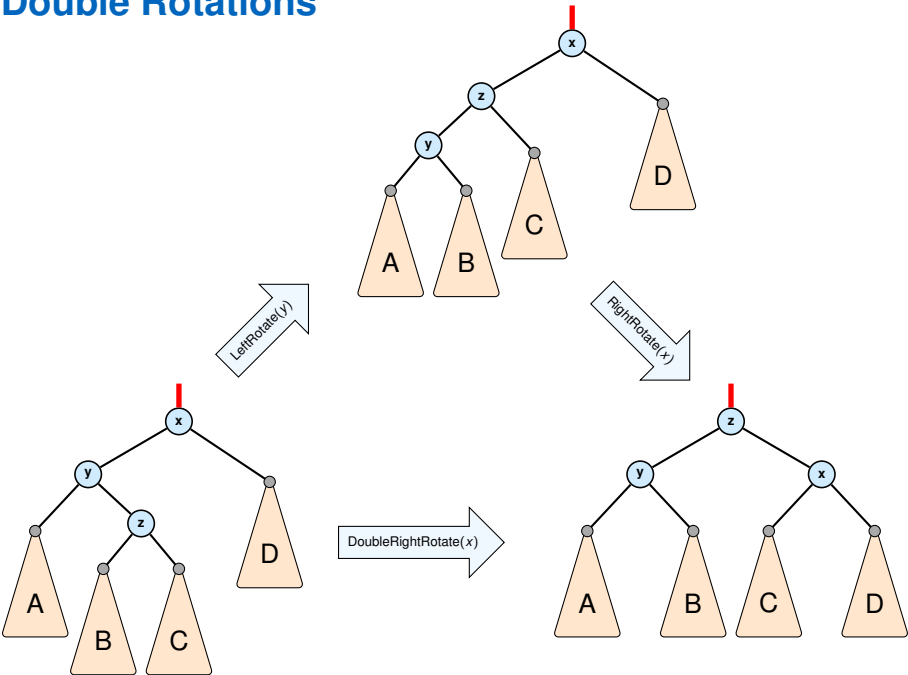 Double Rotations
x
z
y
A
B
C
D
LeftRotate(y)
RightRotate(x)
x
y
z
A
B
C
D
DoubleRightRotate(x)
z
y
x
A
B
C
D